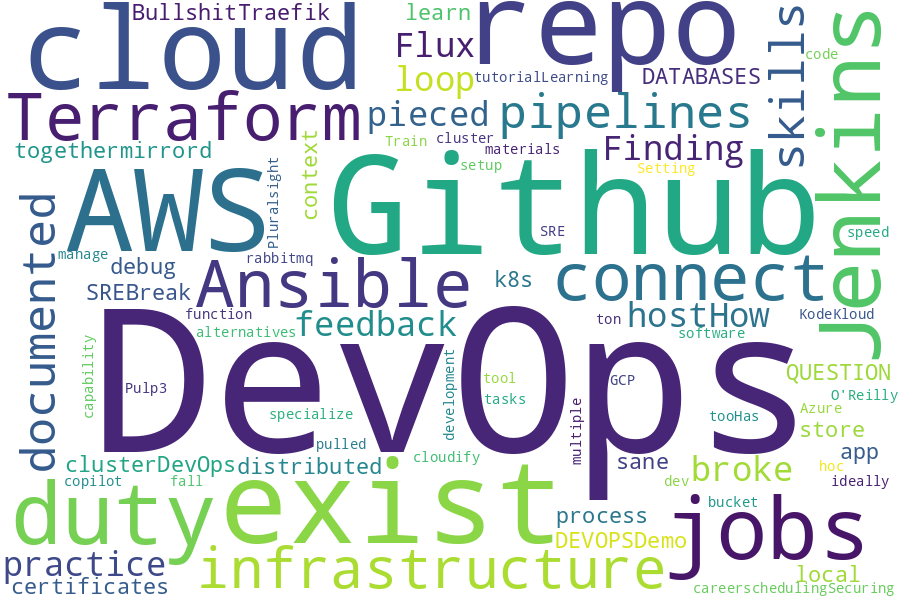 BullshitTraefik
learn
repo
cloud
Flux
skills
code
jenkins
loop
tutorialLearning
DATABASES
Terraform
pieced
pipelines
togethermirrord
context
Train
cluster
materials
Finding
setup
Setting
AWS
Pluralsight
Github
documented
SRE
speed
manage
debug
rabbitmq
Ansible
k8s
connect
SREBreak
function
alternatives
feedback
ton
hostHow
KodeKloud
software
DevOps
capability
Pulp3
specialize
development
tool
tasks
GCP
multiple
tooHas
QUESTION
O'Reilly
Azure
store
pulled
clusterDevOps
distributed
cloudify
sane
broke
app
hoc
copilot
fall
dev
ideally
duty
exist
bucket
jobs
process
DEVOPSDemo
practice
infrastructure
local
certificates
careerschedulingSecuring